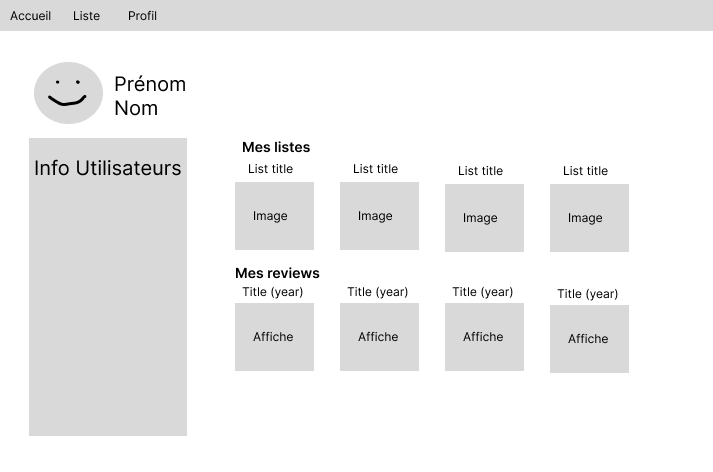 Accueil Liste Profil
Prénom
Nom
Info Utilisateurs
Mes listes
List title List title List title List title
Image Image Image Image
Mes reviews
Title (year) Title (year) Title (year) Title (year)
Affiche Affiche Affiche Affiche